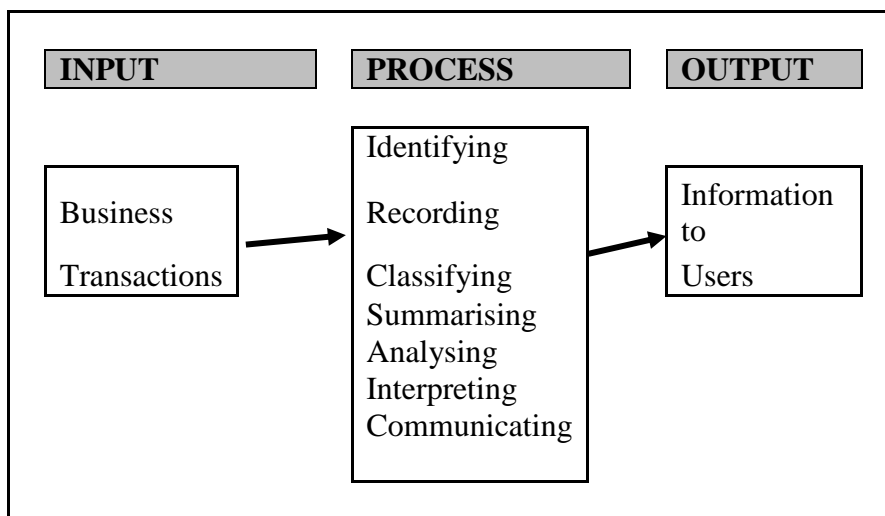 INPUT
PROCESS
OUTPUT
Business
Transactions
Identifying
Recording
Classifying
Summarising
Analysing
Interpreting
Communicating
Information
to
Users